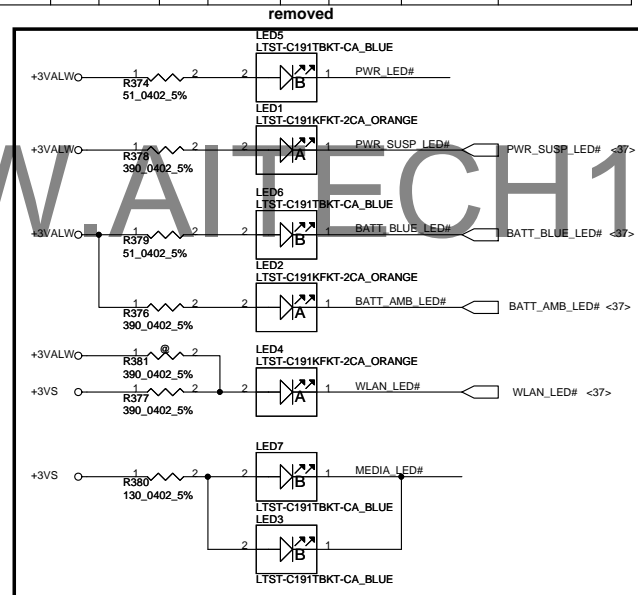 removed
LED5
LTST-C191TBKT-CA_BLUE
+3VALW 1 2 2 B 1 PWR_LED#
R374
51_0402_5%
LED1
LTST-C191KFKT-2CA_ORANGE
+3VALW 1 2 2 A 1 PWR_SUSP_LED# PWR_SUSP_LED# <37>
R378
390_0402_5%
W.AITECH1
LED6
LTST-C191TBKT-CA_BLUE
+3VALW 1 2 2 B 1 BATT_BLUE_LED# BATT_BLUE_LED# <37>
R379
51_0402_5%
LED2
LTST-C191KFKT-2CA_ORANGE
1 2 2 A 1 BATT_AMB_LED# BATT_AMB_LED# <37>
R376
390_0402_5%
+3VALW 1 @ 2
R381
390_0402_5%
LED4
LTST-C191KFKT-2CA_ORANGE
+3VS 1 2 2 A 1 WLAN_LED# WLAN_LED# <37>
R377
390_0402_5%
LED7
+3VS 1 2 2 B 1 MEDIA_LED#
R380
130_0402_5%
LTST-C191TBKT-CA_BLUE
LED3
2 B 1
LTST-C191TBKT-CA_BLUE